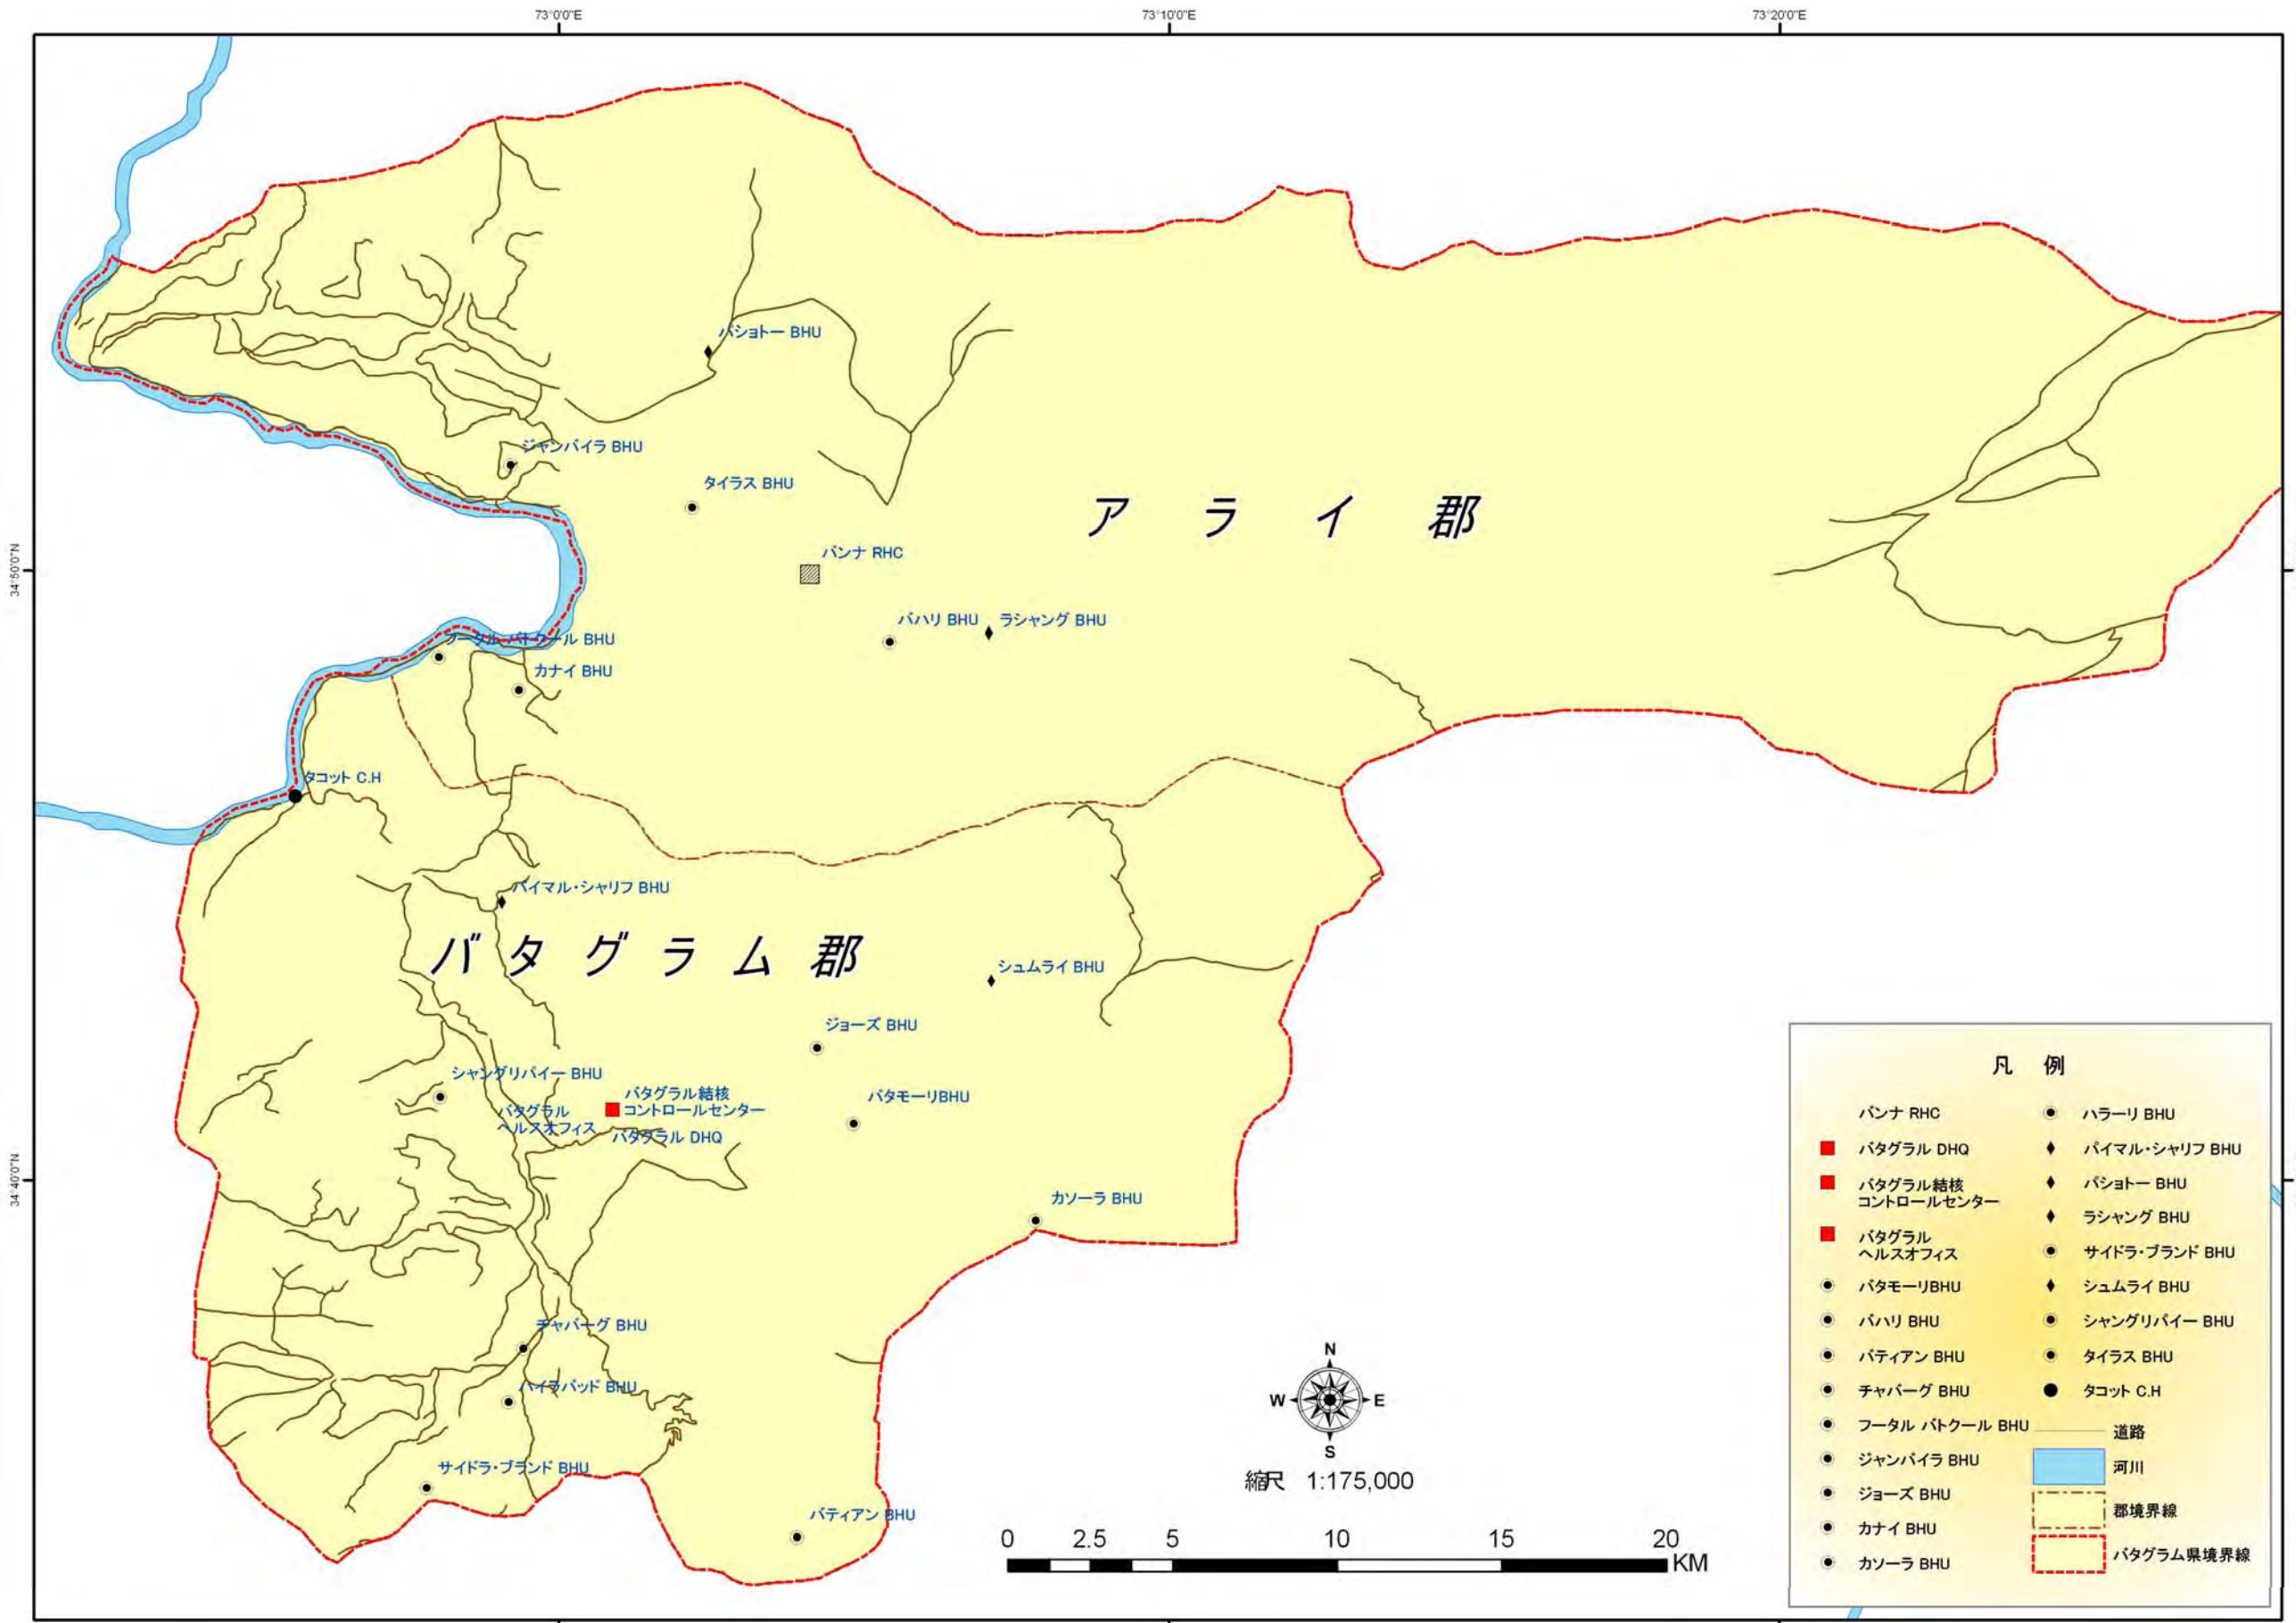 73°0'0"E
73°10'0"E
73°20'0"E
34°50'0"N
34°40'0"N
パショトー BHU
ジャンバイラ BHU
タイラス BHU
ア ラ イ 郡
バンナ RHC
バハリ BHU
ラシャング BHU
フータル バトクール BHU
カナイ BHU
タコット C.H
パイマル・シャリフ BHU
バ タ グ ラ ム 郡
シュムライ BHU
ジョーズ BHU
シャングリパイー BHU
バタグラル結核
コントロールセンター
バタモーリBHU
バタグラル
ヘルスオフィス
バタグラル DHQ
カソーラ BHU
チャバーグ BHU
ハイラバッド BHU
サイドラ・ブランド BHU
バティアン BHU
N
W
E
S
縮尺 1:175,000
0 2.5 5 10 15 20
KM
凡 例
バンナ RHC
バタグラル DHQ
バタグラル結核
コントロールセンター
バタグラル
ヘルスオフィス
バタモーリBHU
バハリ BHU
バティアン BHU
チャバーグ BHU
フータル バトクール BHU
ジャンバイラ BHU
ジョーズ BHU
カナイ BHU
カソーラ BHU
ハラーリ BHU
パイマル・シャリフ BHU
パショトー BHU
ラシャング BHU
サイドラ・ブランド BHU
シュムライ BHU
シャングリパイー BHU
タイラス BHU
タコット C.H
道路
河川
郡境界線
バタグラム県境界線